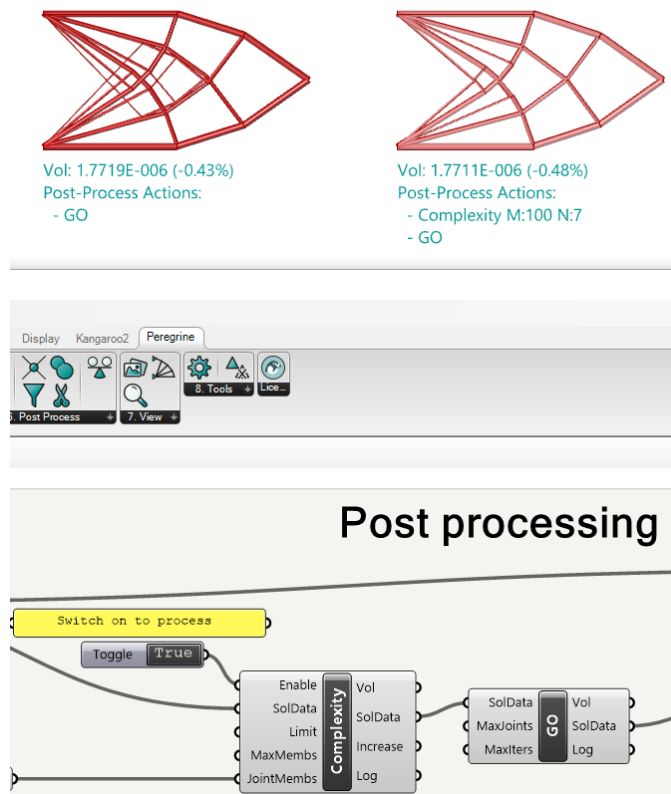 Vol: 1.7719E-006 (-0.43%)
Post-Process Actions:
- GO
Vol: 1.7711E-006 (-0.48%)
Post-Process Actions:
- Complexity M:100 N:7
- GO
Display Kangaroo2 Peregrine
6. Post Process + 7. View + 8. Tools + Lice...
Post processing
Switch on to process
Toggle True
Enable
SolData
Limit
MaxMembs
JointMembs
Complexity
Vol
SolData
Increase
Log
SolData
MaxJoints
MaxIters
GO
Vol
SolData
Log